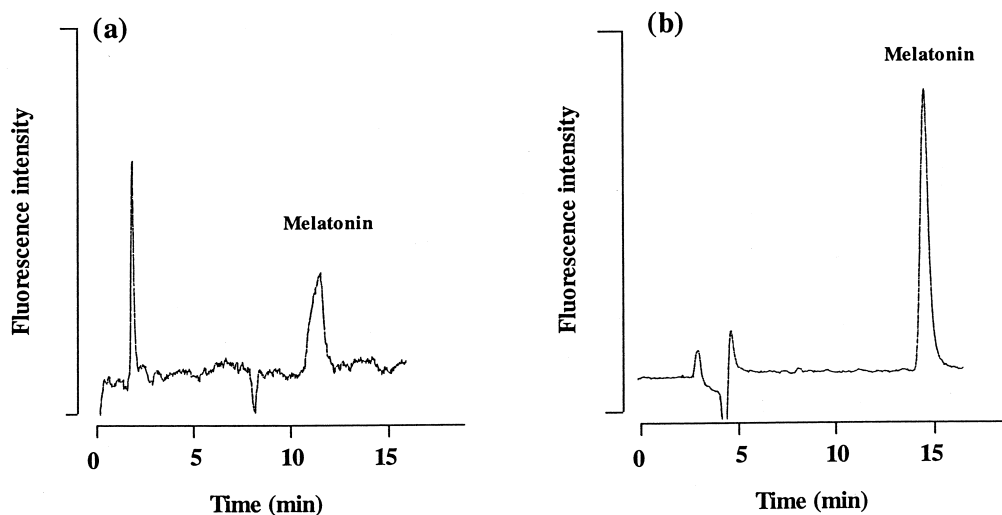 (a)
Fluorescence intensity
Melatonin
0 5 10 15
Time (min)
(b)
Fluorescence intensity
Melatonin
0 5 10 15
Time (min)